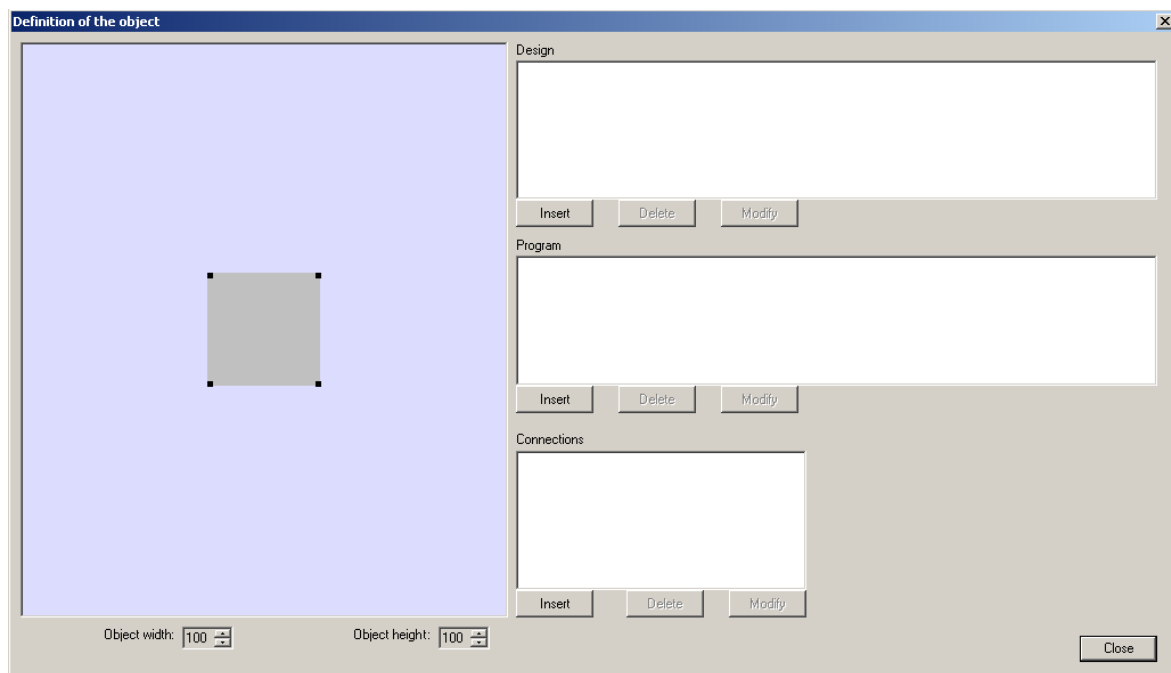 Definition of the object
Design
Insert Delete Modify
Program
Insert Delete Modify
Connections
Insert Delete Modify
Object width: 100 Object height: 100
Close